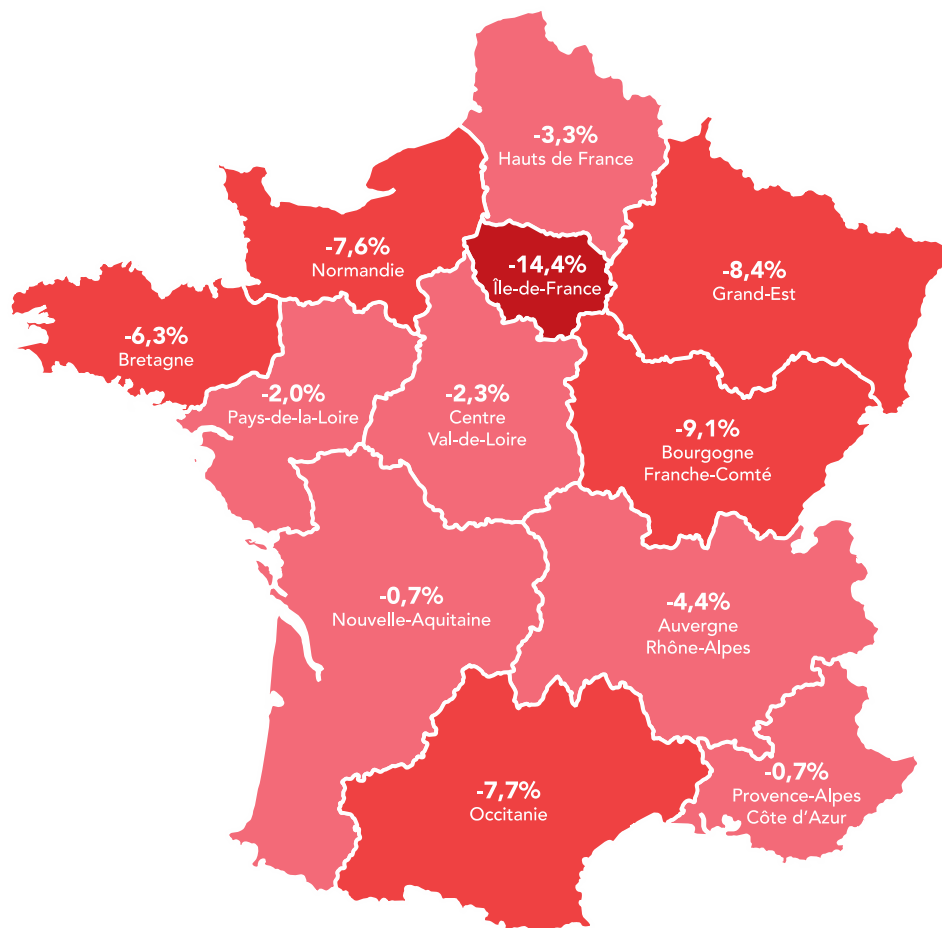 -3,3%
Hauts de France
-7,6%
Normandie
-14,4%
Île-de-France
-8,4%
Grand-Est
-6,3%
Bretagne
-2,0%
Pays-de-la-Loire
-2,3%
Centre
Val-de-Loire
-9,1%
Bourgogne
Franche-Comté
-0,7%
Nouvelle-Aquitaine
-4,4%
Auvergne
Rhône-Alpes
-7,7%
Occitanie
-0,7%
Provence-Alpes
Côte d'Azur